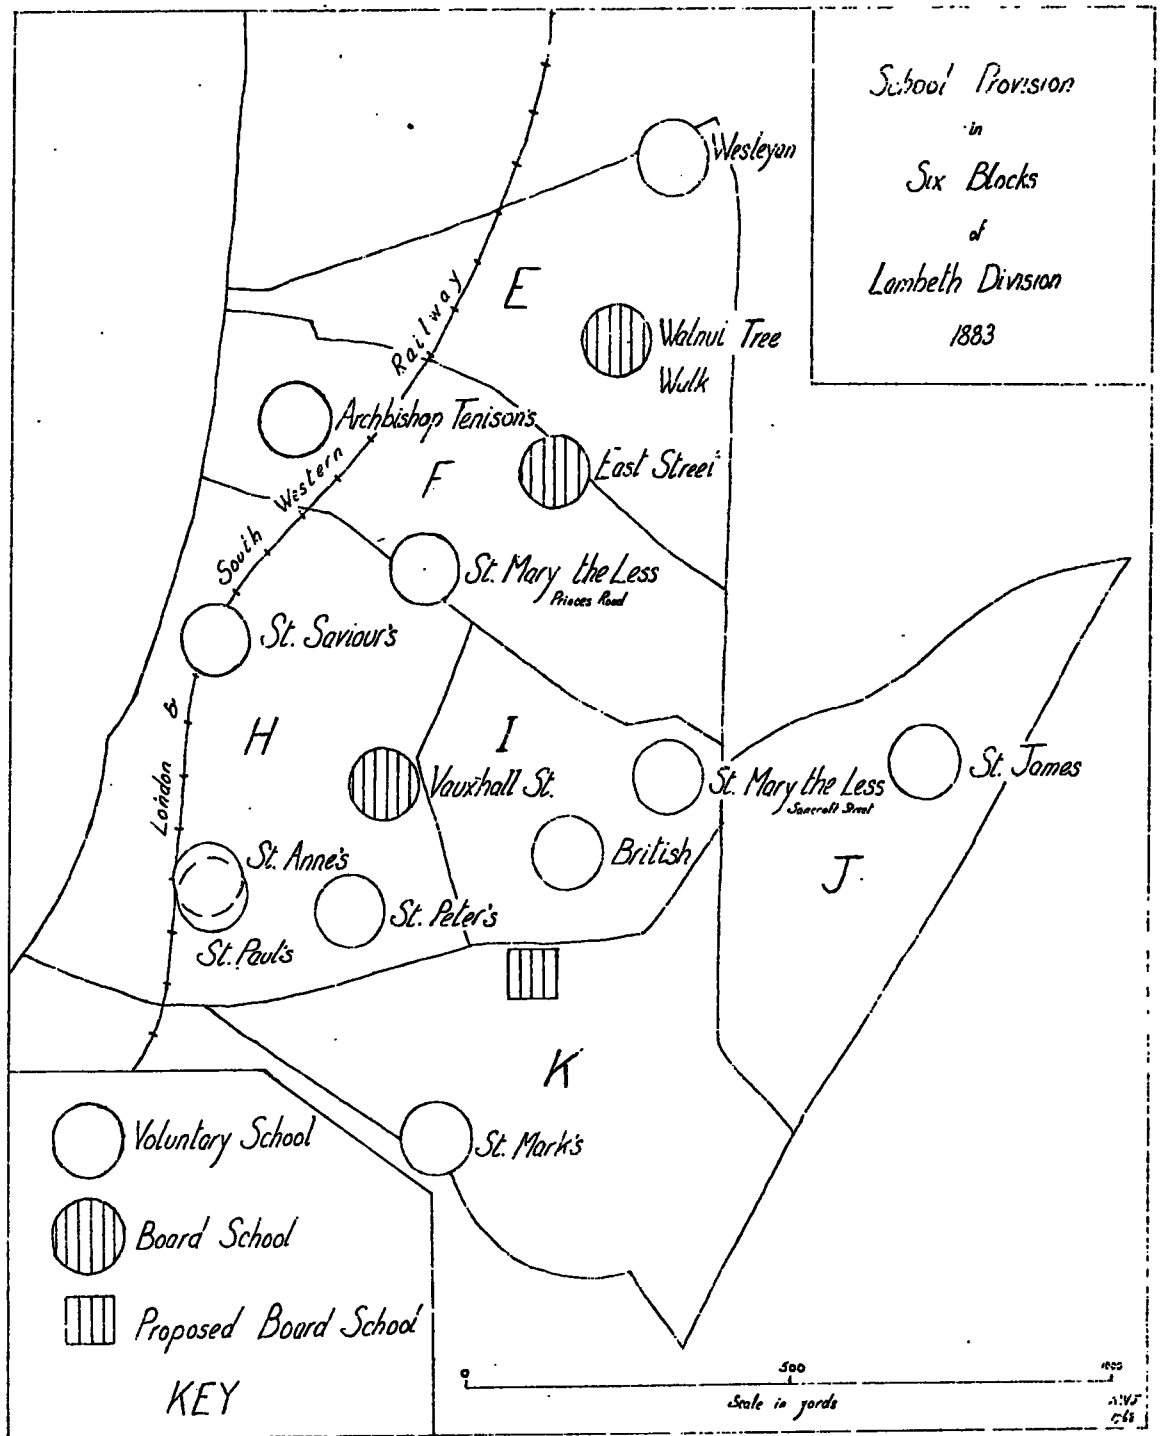 School Provision
in
Six Blocks
of
Lambeth Division
1883
Wesleyan
E
Walnut Tree
Walk
Railway
Archbishop Tenison's
F
East Street
Western
South
St. Mary the Less
Princes Road
St. Saviour's
&
London
H
I
Vauxhall St.
St. Mary the Less
Sancroft Street
St. James
St. Anne's
British
J
St. Peter's
St. Paul's
K
St. Mark's
Voluntary School
Board School
Proposed Board School
KEY
0
500
1000
Scale in yards